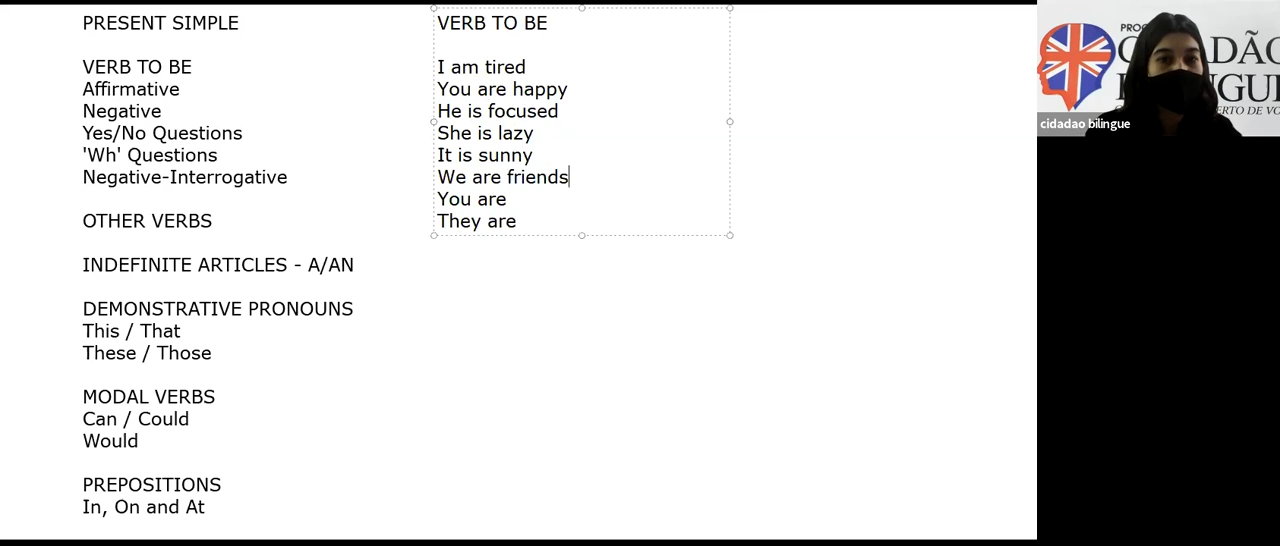 PRESENT SIMPLE
VERB TO BE
Affirmative
Negative
Yes/No Questions
'Wh' Questions
Negative-Interrogative
OTHER VERBS
INDEFINITE ARTICLES - A/AN
DEMONSTRATIVE PRONOUNS
This / That
These / Those
MODAL VERBS
Can / Could
Would
PREPOSITIONS
In, On and At
VERB TO BE
I am tired
You are happy
He is focused
She is lazy
It is sunny
We are friends
You are
They are
cidadao bilingue